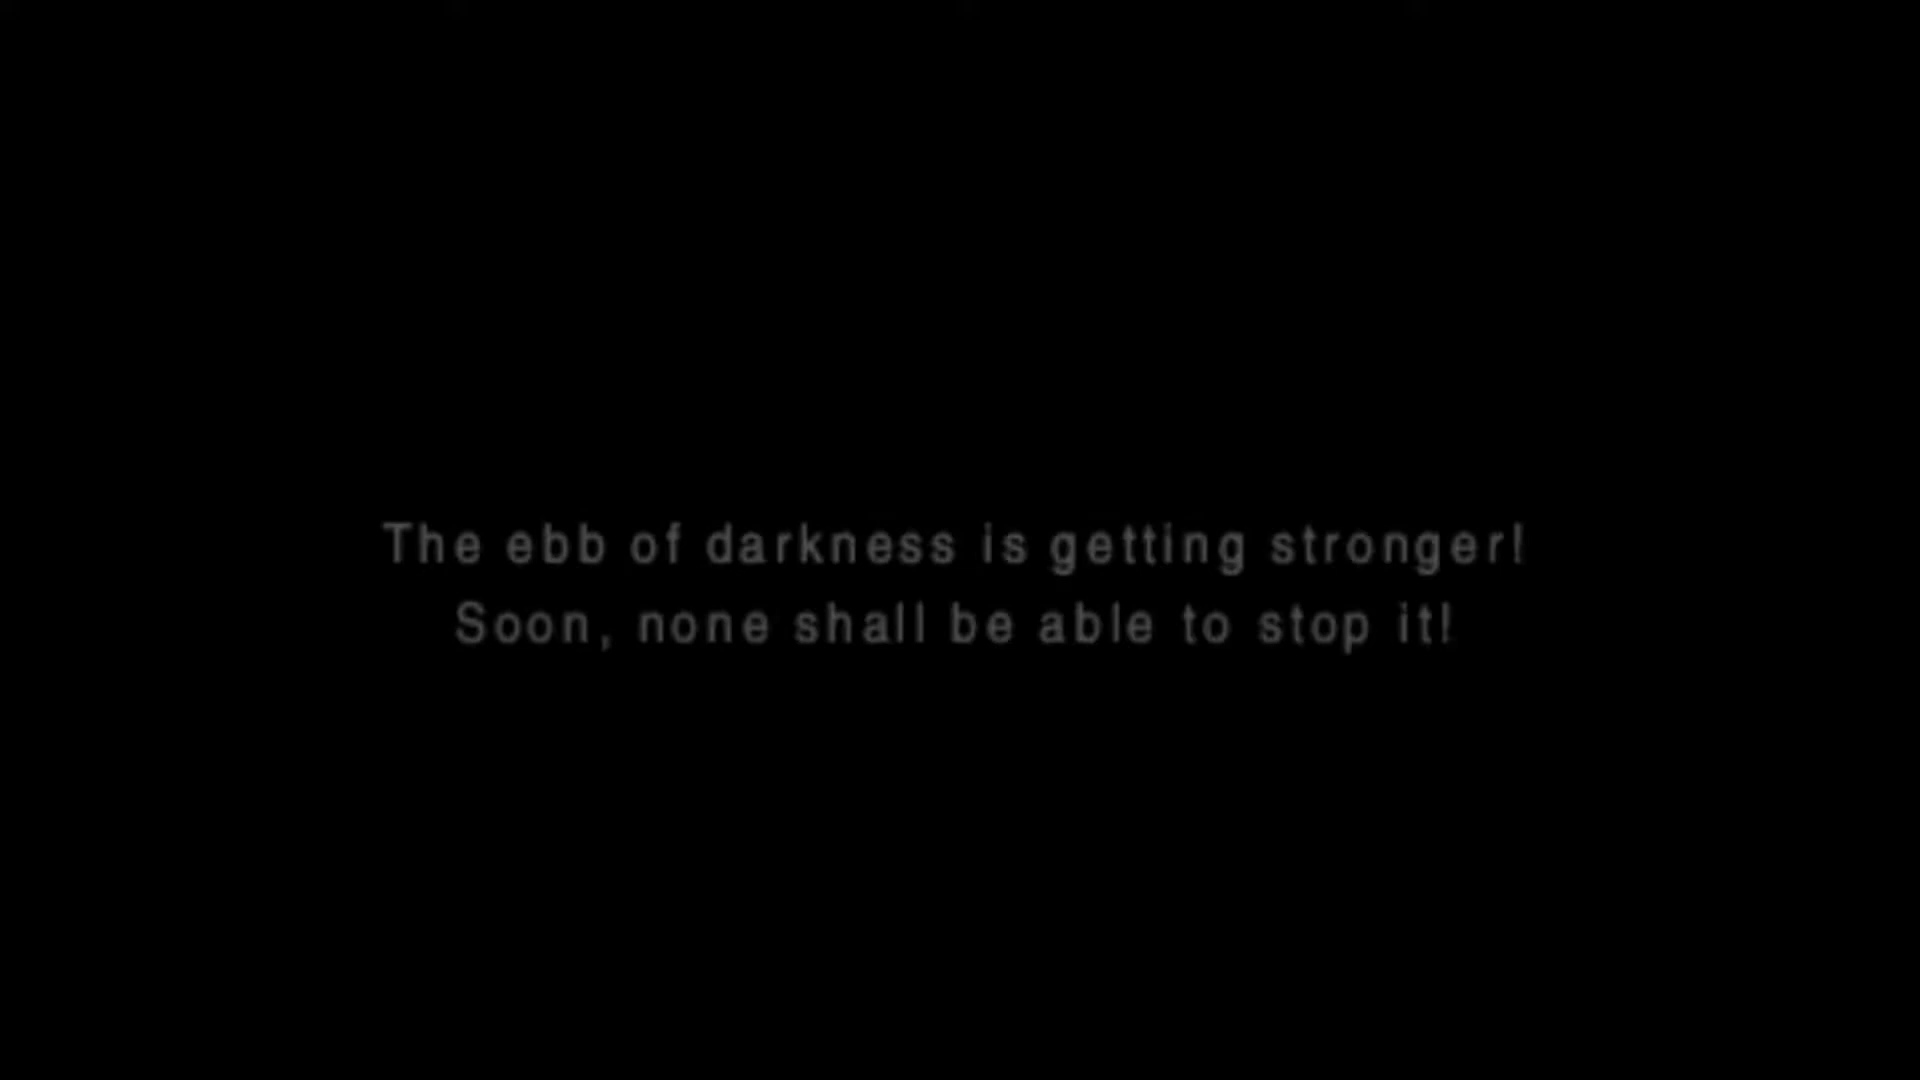 The ebb of darkness is getting stronger!
Soon, none shall be able to stop it!